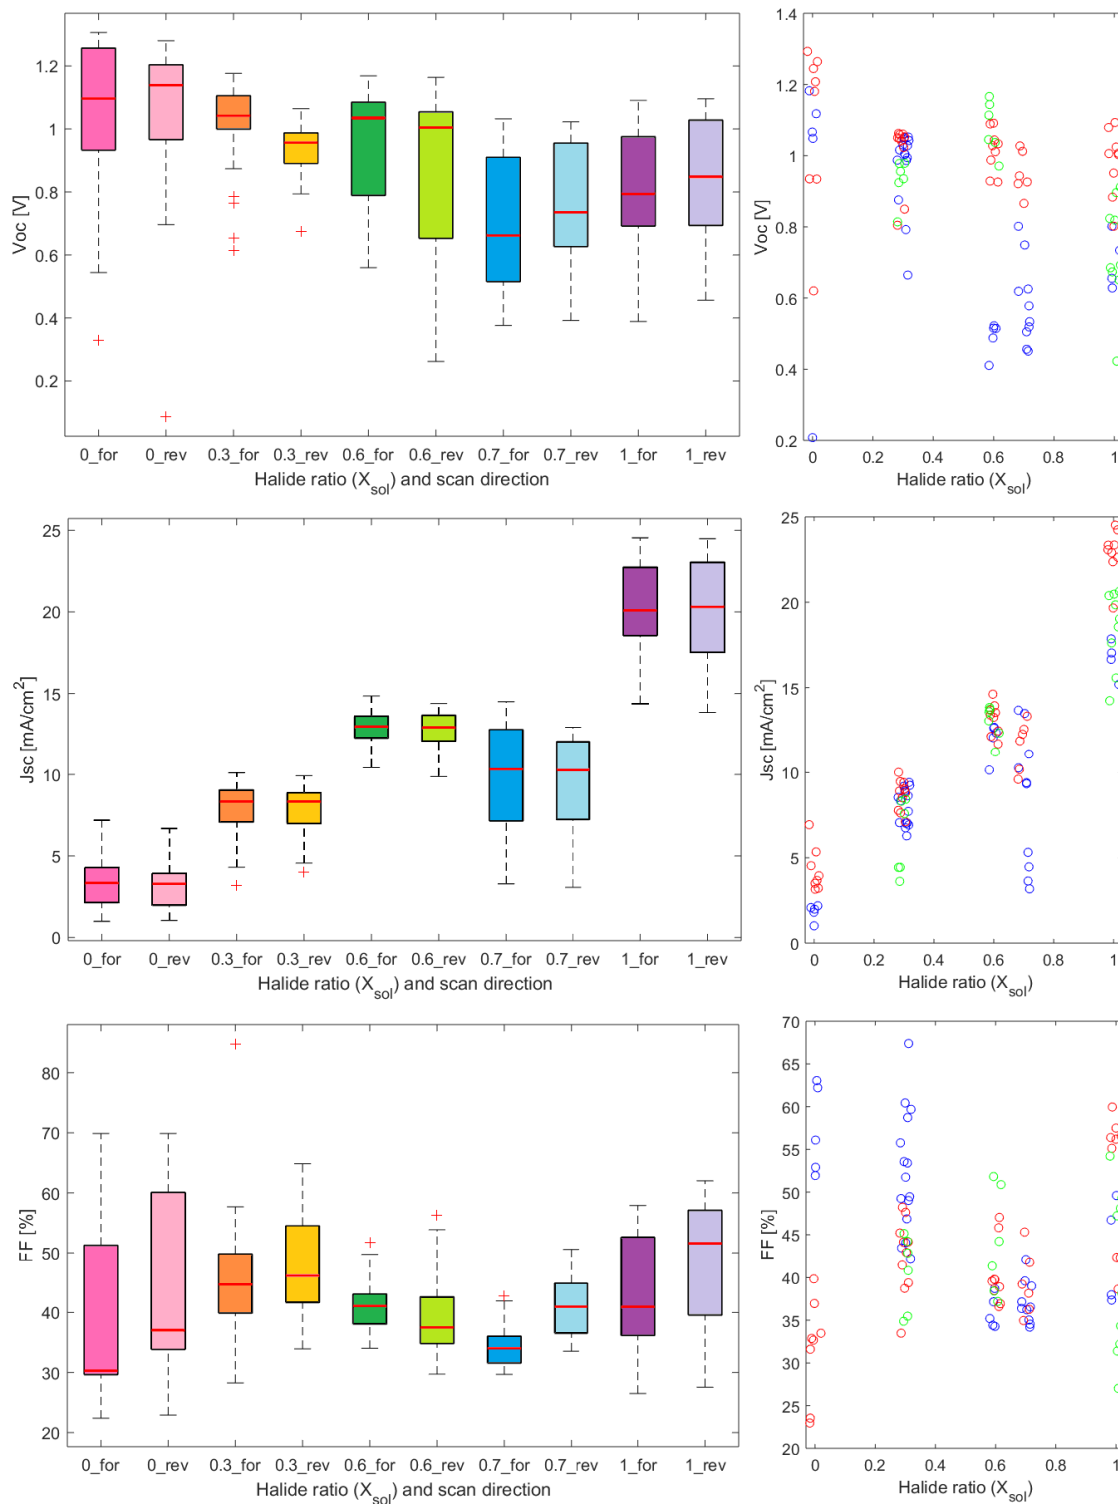 1.2
1
0.8
0.6
0.4
0.2
Voc [V]
0_for 0_rev 0.3_for 0.3_rev 0.6_for 0.6_rev 0.7_for 0.7_rev 1_for 1_rev
Halide ratio (X_sol) and scan direction
1.4
1.2
1
0.8
0.6
0.4
0.2
Voc [V]
0 0.2 0.4 0.6 0.8 1
Halide ratio (X_sol)
25
20
15
10
5
0
Jsc [mA/cm²]
0_for 0_rev 0.3_for 0.3_rev 0.6_for 0.6_rev 0.7_for 0.7_rev 1_for 1_rev
Halide ratio (X_sol) and scan direction
25
20
15
10
5
0
Jsc [mA/cm²]
0 0.2 0.4 0.6 0.8 1
Halide ratio (X_sol)
80
70
60
50
40
30
20
FF [%]
0_for 0_rev 0.3_for 0.3_rev 0.6_for 0.6_rev 0.7_for 0.7_rev 1_for 1_rev
Halide ratio (X_sol) and scan direction
70
65
60
55
50
45
40
35
30
25
20
FF [%]
0 0.2 0.4 0.6 0.8 1
Halide ratio (X_sol)